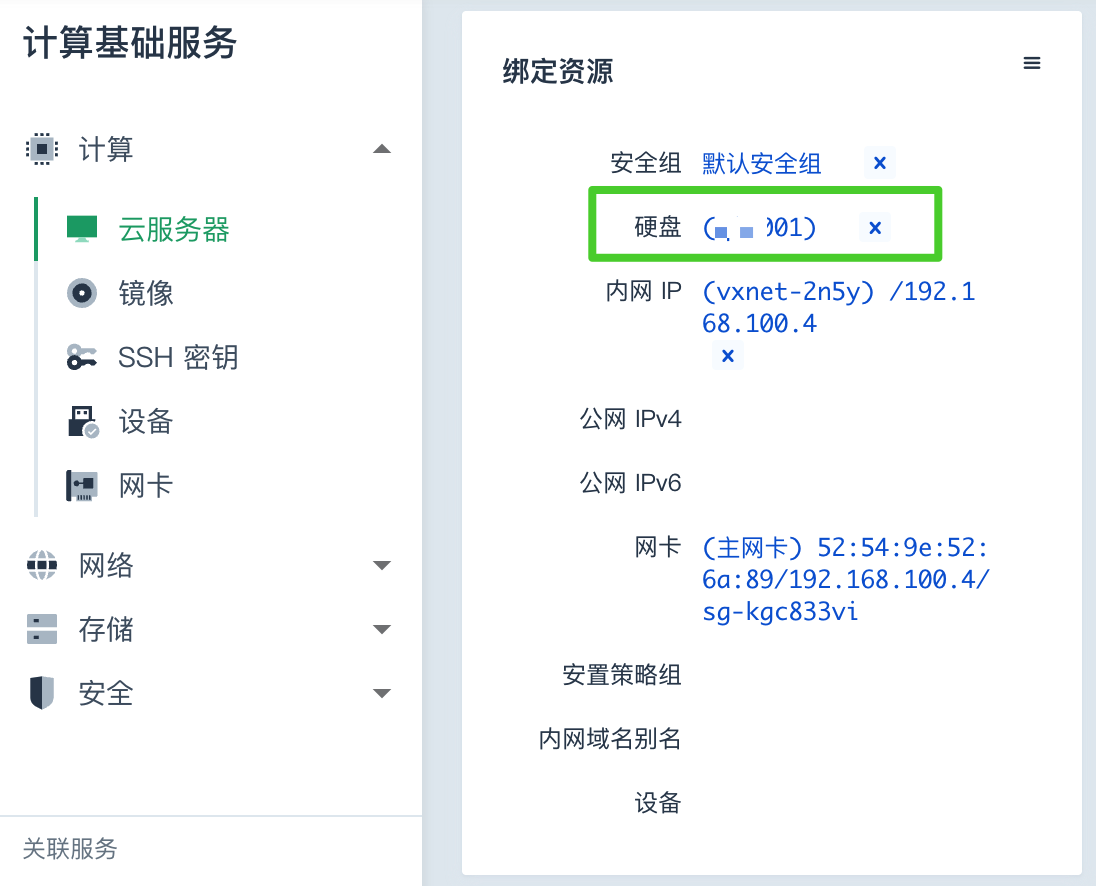 计算基础服务
计算
云服务器
镜像
SSH 密钥
设备
网卡
网络
存储
安全
关联服务
绑定资源
安全组 默认安全组 ×
硬盘 ( 001) ×
内网 IP (vxnet-2n5y) /192.1
68.100.4
×
公网 IPv4
公网 IPv6
网卡 (主网卡) 52:54:9e:52:
6a:89/192.168.100.4/
sg-kgc833vi
安置策略组
内网域名别名
设备